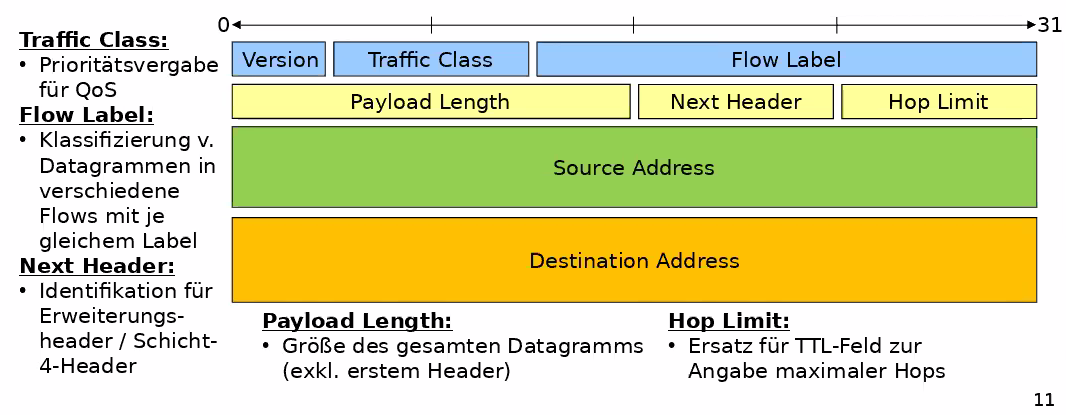 0
31
Traffic Class:
• Prioritätsvergabe
für QoS
Flow Label:
• Klassifizierung v.
Datagrammen in
verschiedene
Flows mit je
gleichem Label
Next Header:
• Identifikation für
Erweiterungs-
header / Schicht-
4-Header
Version
Traffic Class
Flow Label
Payload Length
Next Header
Hop Limit
Source Address
Destination Address
Payload Length:
• Größe des gesamten Datagramms
(exkl. erstem Header)
Hop Limit:
• Ersatz für TTL-Feld zur
Angabe maximaler Hops
11